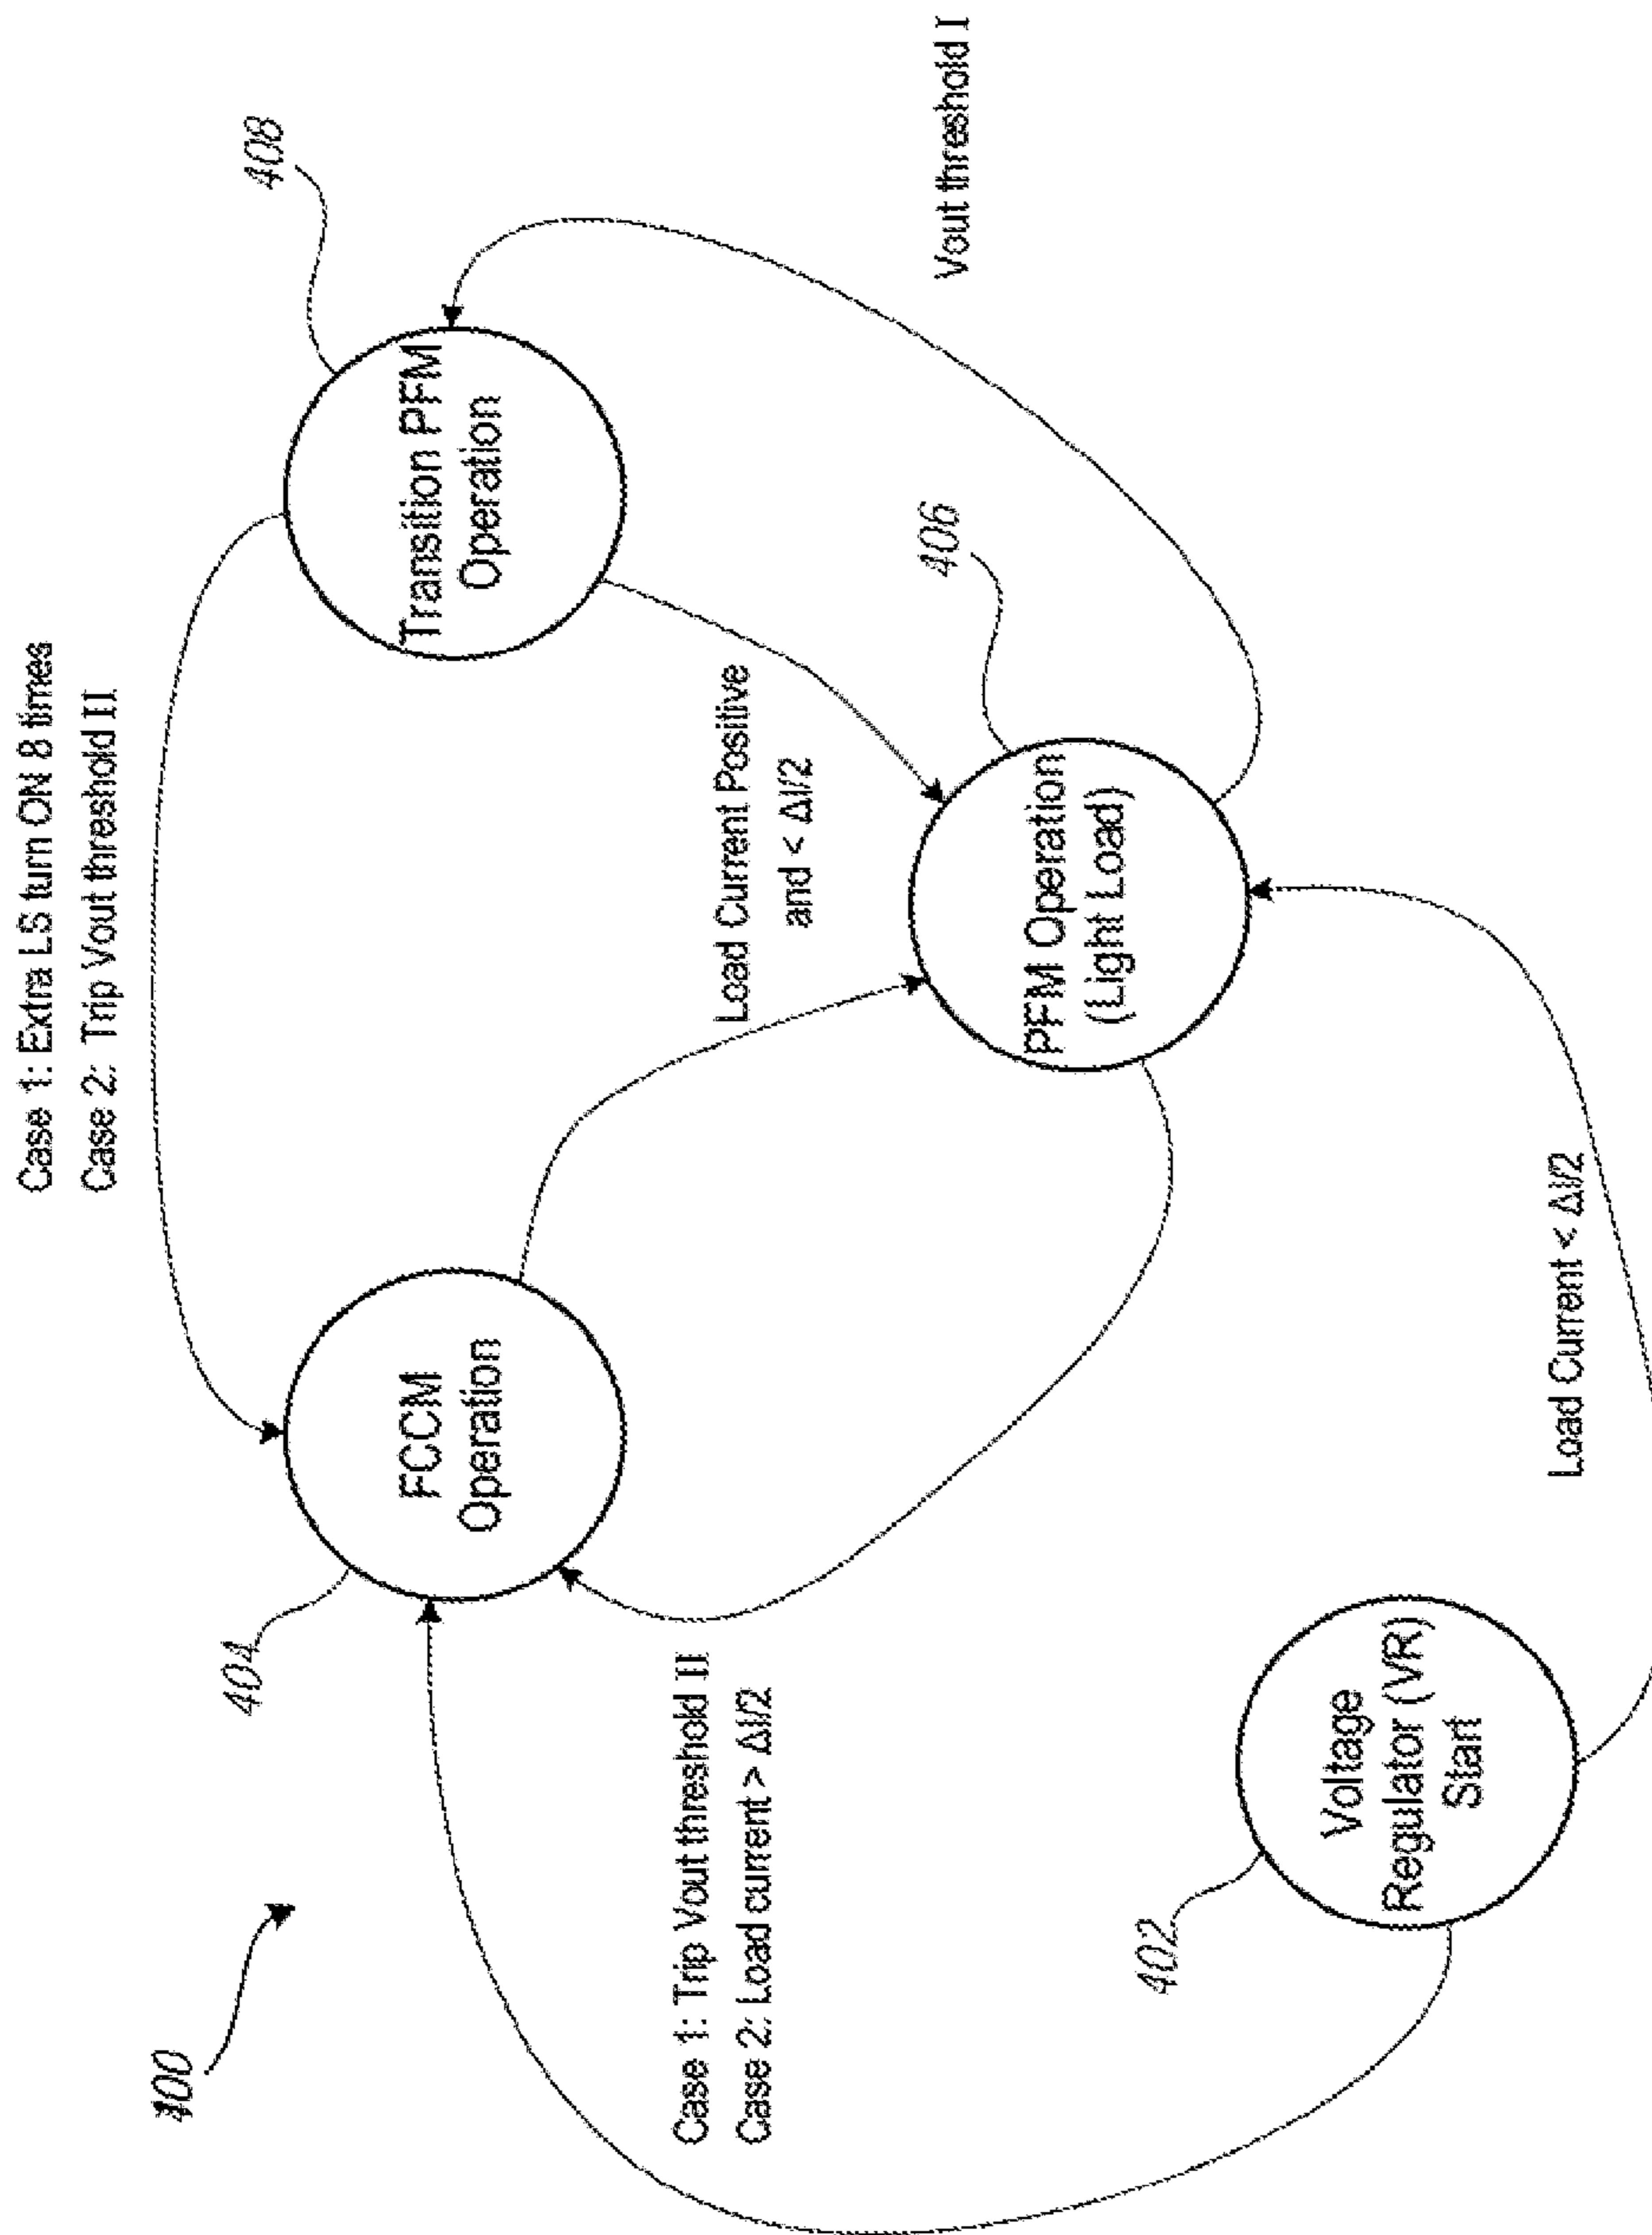 400
Case 1: Extra LS turn ON 8 times
Case 2: Trip Vout threshold II
404
FCCM
Operation
408
Transition PFM
Operation
Case 1: Trip Vout threshold II
Case 2: Load current > ΔI/2
Load Current Positive
and < ΔI/2
Vout threshold I
406
PFM Operation
(Light Load)
402
Voltage
Regulator (VR)
Start
Load Current < ΔI/2